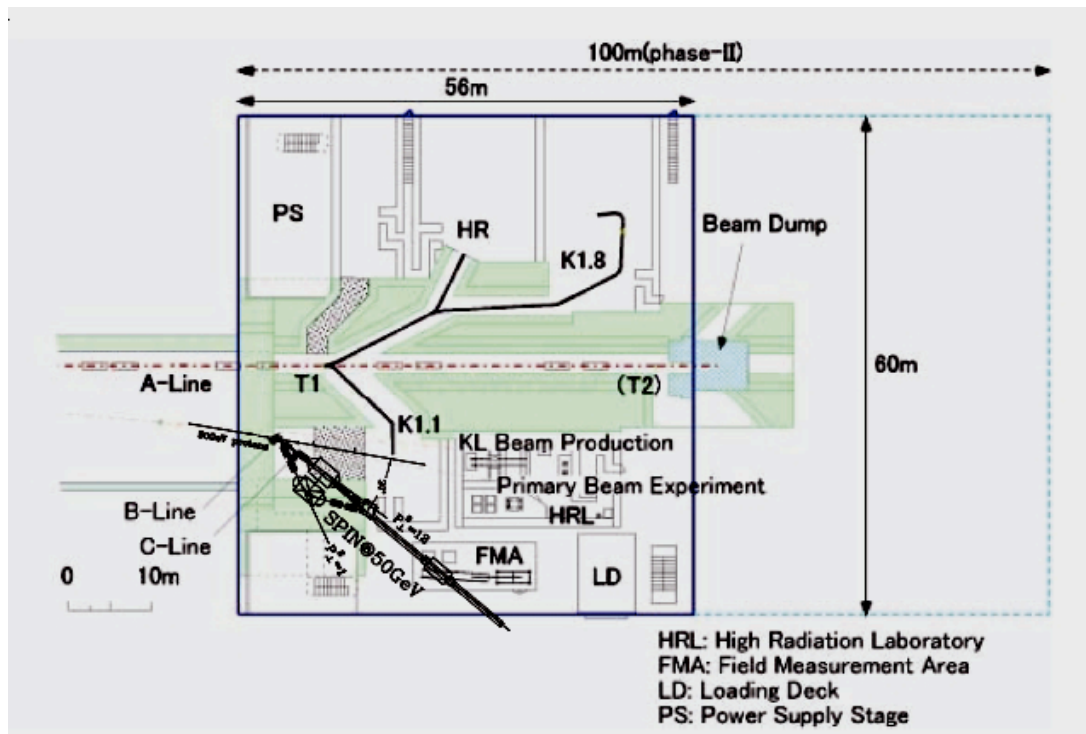 100m(phase-II)
56m
PS
HR
K1.8
Beam Dump
60m
A-Line
T1
(T2)
K1.1
KL Beam Production
Primary Beam Experiment
HRL
B-Line
C-Line
SPIN@50GeV
FMA
LD
0
10m
HRL: High Radiation Laboratory
FMA: Field Measurement Area
LD: Loading Deck
PS: Power Supply Stage